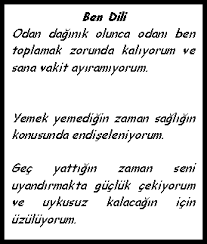 Ben Dili
Odan dağınık olunca odanı ben
toplamak zorunda kalıyorum ve
sana vakit ayıramıyorum.
Yemek yemediğin zaman sağlığın
konusunda endişeleniyorum.
Geç yattığın zaman seni
uyandırmakta güçlük çekiyorum
ve uykusuz kalacağın için
üzülüyorum.